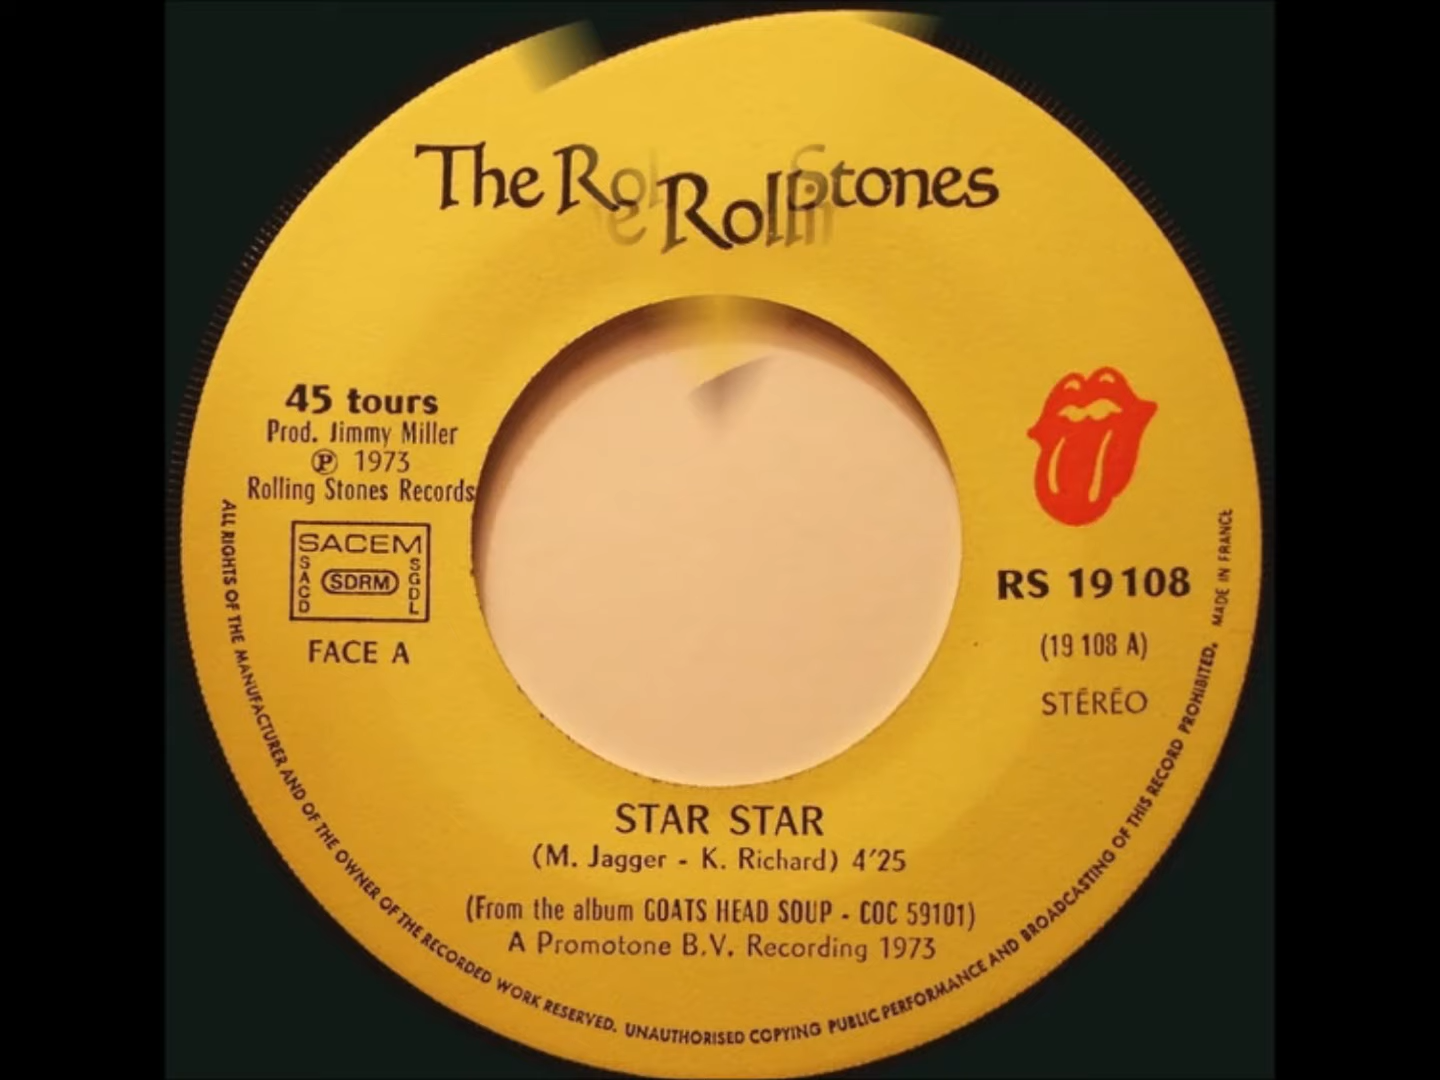 The Rolling Stones
45 tours
Prod. Jimmy Miller
Ⓟ 1973
Rolling Stones Records
SACEM
SACD
SDRM
SGDL
FACE A
RS 19108
(19 108 A)
STÉRÉO
STAR STAR
(M. Jagger - K. Richard) 4'25
(From the album GOATS HEAD SOUP - COC 59101)
A Promotone B.V. Recording 1973
ALL RIGHTS OF THE MANUFACTURER AND OF THE OWNER OF THE RECORDED WORK RESERVED. UNAUTHORISED COPYING PUBLIC PERFORMANCE AND BROADCASTING OF THIS RECORD PROHIBITED. MADE IN FRANCE